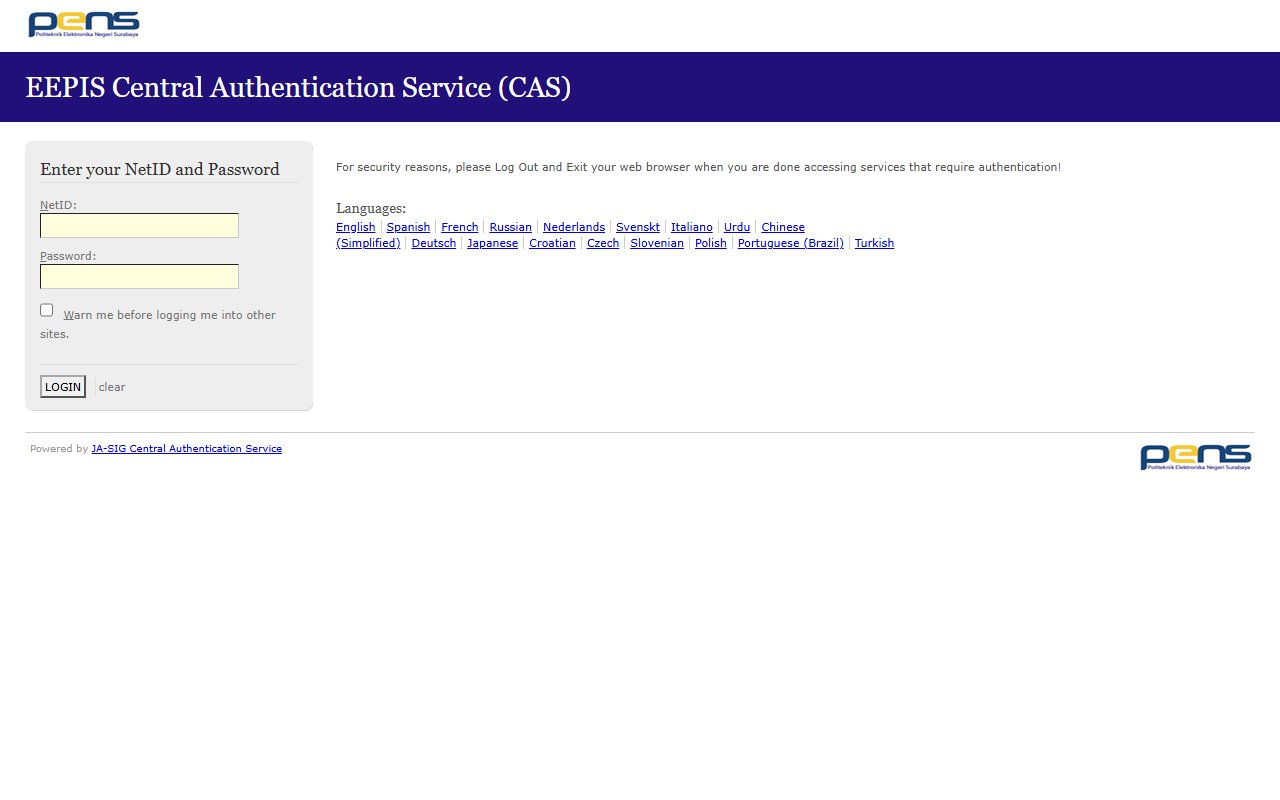 pens
Politeknik Elektronika Negeri Surabaya
EEPIS Central Authentication Service (CAS)
Enter your NetID and Password
NetID:
Password:
Warn me before logging me into other
sites.
LOGIN clear
For security reasons, please Log Out and Exit your web browser when you are done accessing services that require authentication!
Languages:
English Spanish French Russian Nederlands Svenskt Italiano Urdu Chinese
(Simplified) Deutsch Japanese Croatian Czech Slovenian Polish Portuguese (Brazil) Turkish
Powered by JA-SIG Central Authentication Service
pens
Politeknik Elektronika Negeri Surabaya